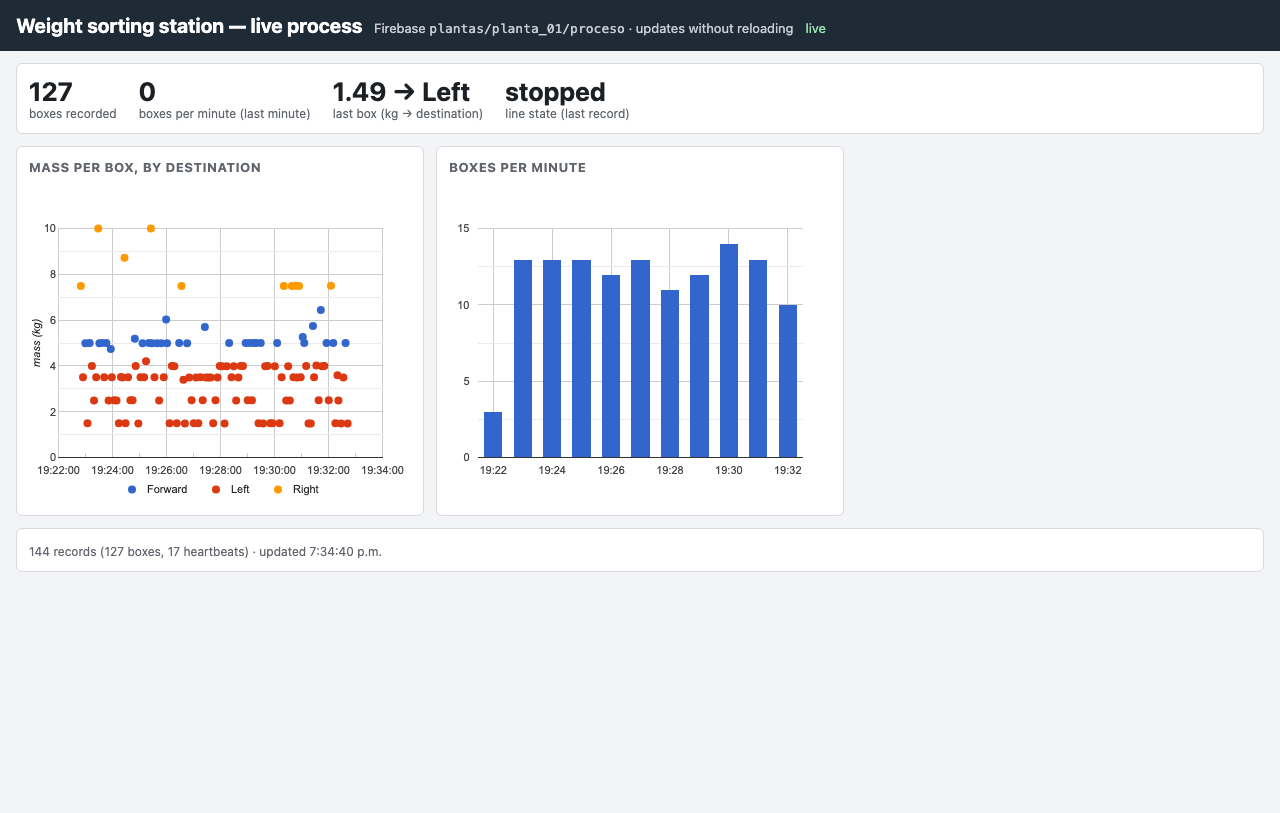 Weight sorting station — live process Firebase plantas/planta_01/proceso · updates without reloading live
127 0 1.49 → Left stopped
boxes recorded boxes per minute (last minute) last box (kg → destination) line state (last record)
MASS PER BOX, BY DESTINATION
10
8
6
4
2
0
mass (kg)
19:22:00 19:24:00 19:26:00 19:28:00 19:30:00 19:32:00 19:34:00
Forward Left Right
BOXES PER MINUTE
15
10
5
0
19:22 19:24 19:26 19:28 19:30 19:32
144 records (127 boxes, 17 heartbeats) · updated 7:34:40 p.m.